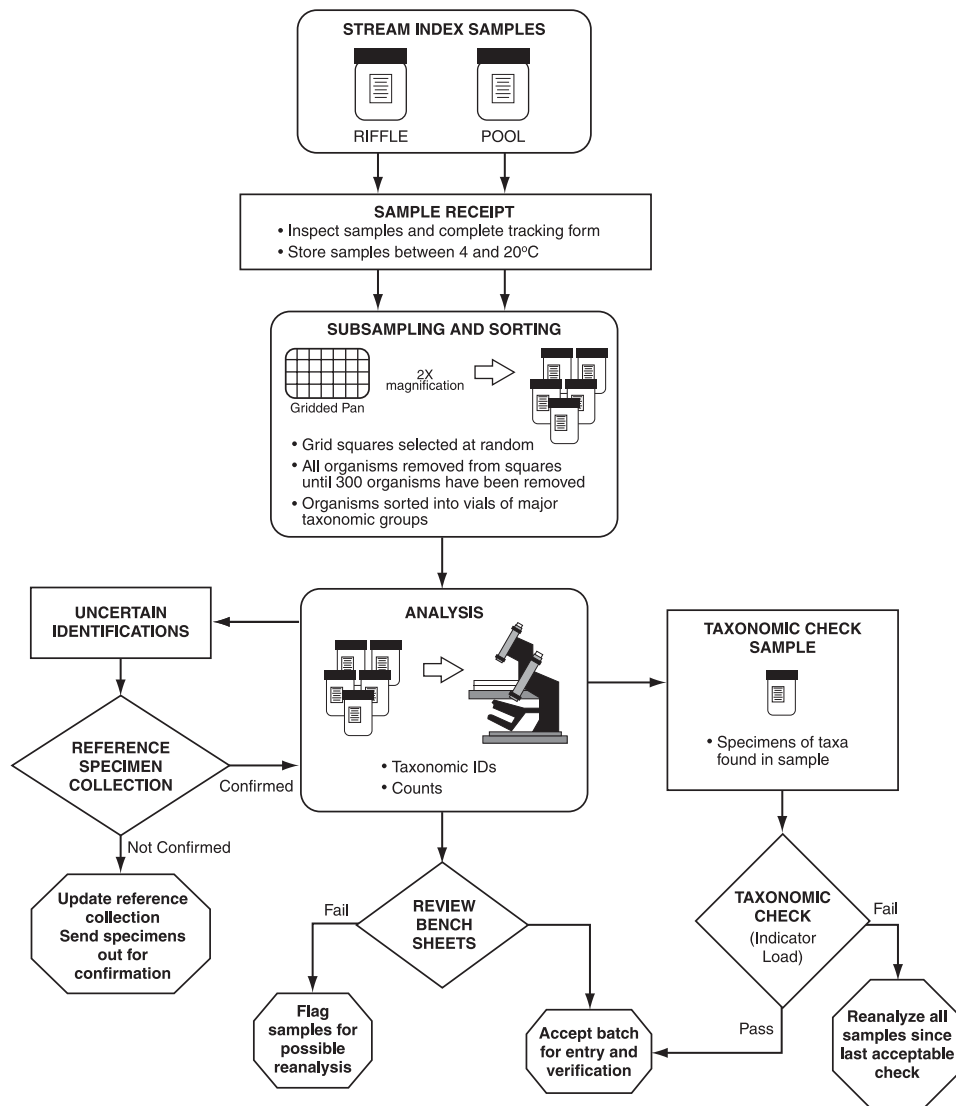 STREAM INDEX SAMPLES
RIFFLE
POOL
SAMPLE RECEIPT
• Inspect samples and complete tracking form
• Store samples between 4 and 20ºC
SUBSAMPLING AND SORTING
Gridded Pan
2X
magnification
• Grid squares selected at random
• All organisms removed from squares
until 300 organisms have been removed
• Organisms sorted into vials of major
taxonomic groups
UNCERTAIN
IDENTIFICATIONS
ANALYSIS
• Taxonomic IDs
• Counts
TAXONOMIC CHECK
SAMPLE
• Specimens of taxa
found in sample
REFERENCE
SPECIMEN
COLLECTION
Confirmed
Not Confirmed
Update reference
collection
Send specimens
out for
confirmation
REVIEW
BENCH
SHEETS
Fail
Flag
samples for
possible
reanalysis
Accept batch
for entry and
verification
TAXONOMIC
CHECK
(Indicator
Load)
Fail
Pass
Reanalyze all
samples since
last acceptable
check